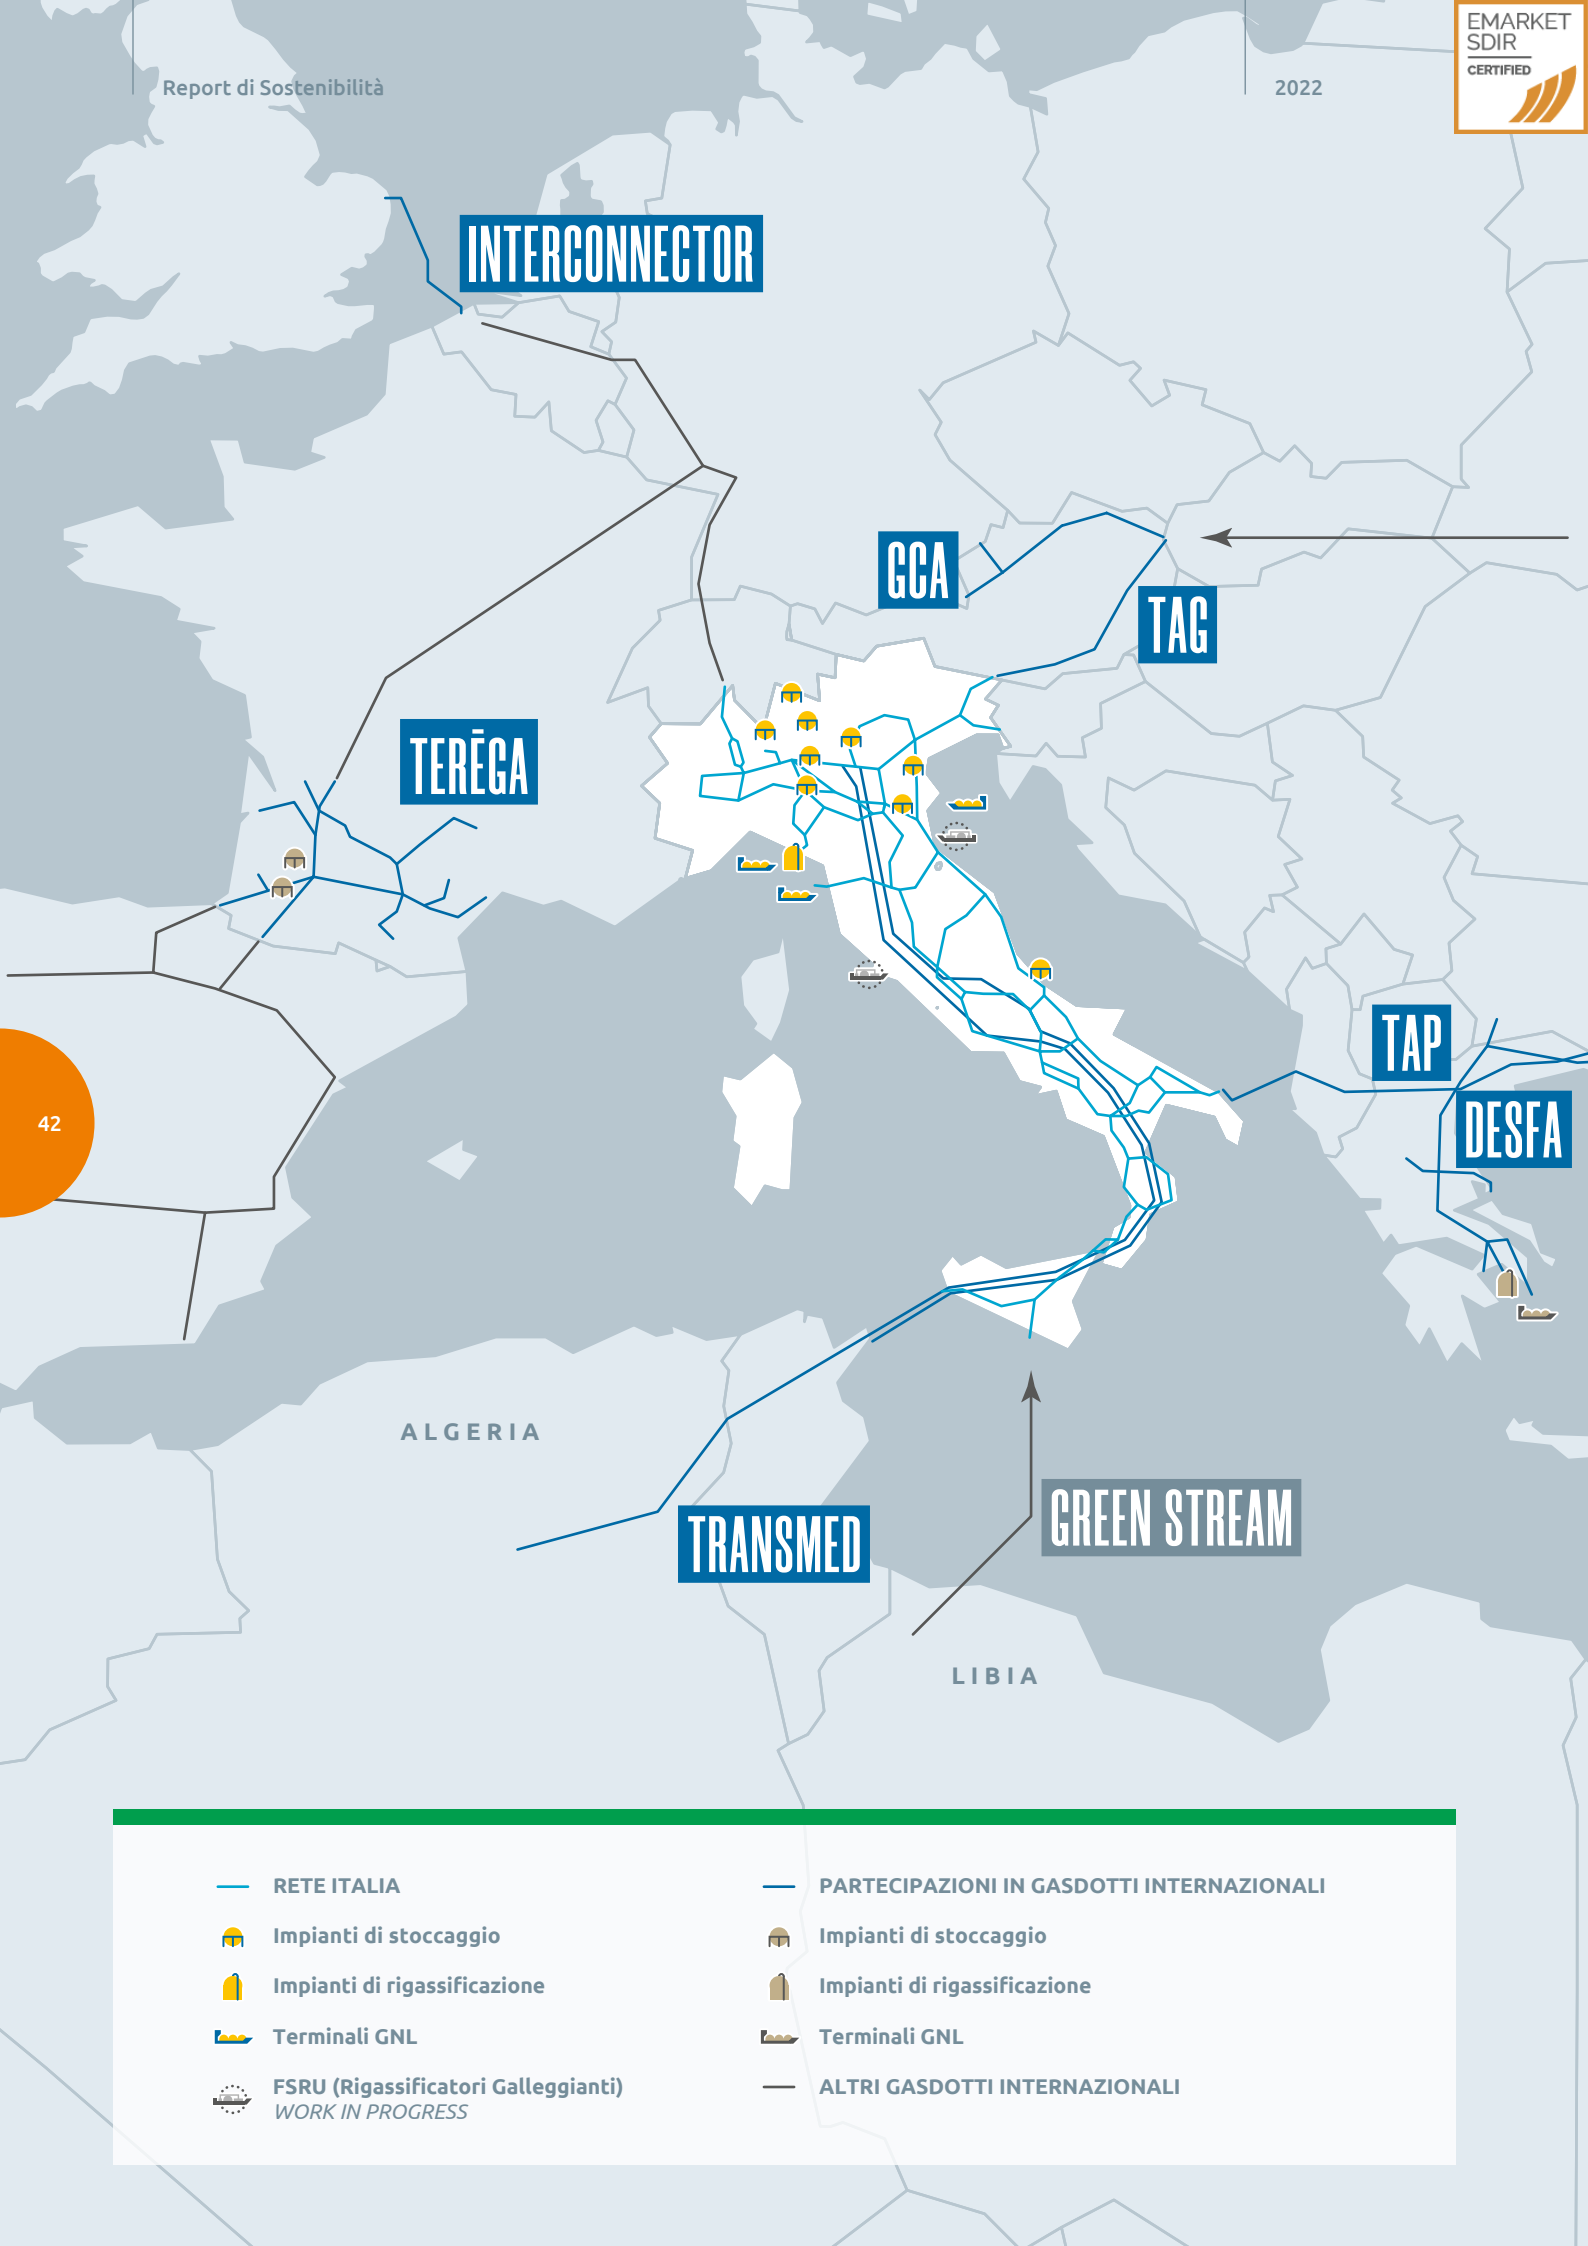 Report di Sostenibilità
2022
EMARKET
SDIR
CERTIFIED
INTERCONNECTOR
GCA
TAG
TERĒGA
TAP
DESFA
42
ALGERIA
TRANSMED
GREEN STREAM
LIBIA
RETE ITALIA
Impianti di stoccaggio
Impianti di rigassificazione
Terminali GNL
FSRU (Rigassificatori Galleggianti)
WORK IN PROGRESS
PARTECIPAZIONI IN GASDOTTI INTERNAZIONALI
Impianti di stoccaggio
Impianti di rigassificazione
Terminali GNL
ALTRI GASDOTTI INTERNAZIONALI